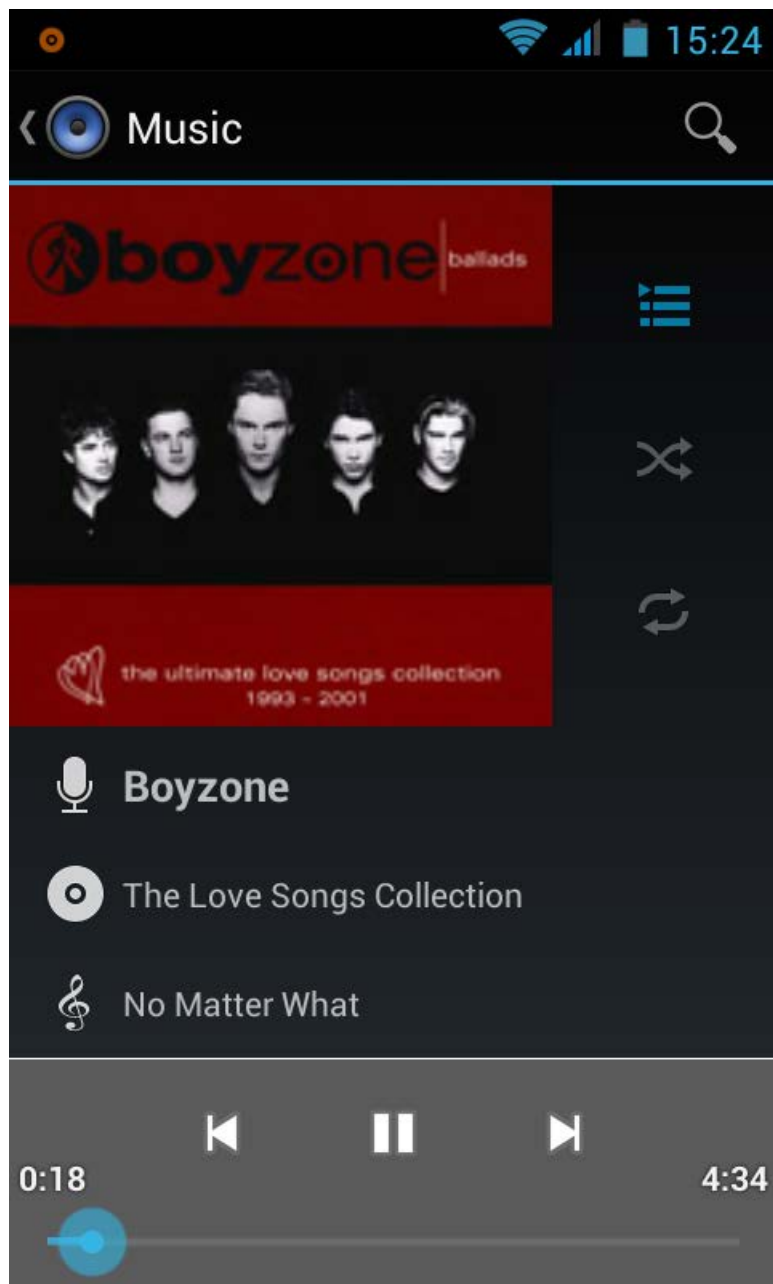 15:24
Music
boyzone ballads
the ultimate love songs collection
1993 - 2001
Boyzone
The Love Songs Collection
No Matter What
0:18 4:34